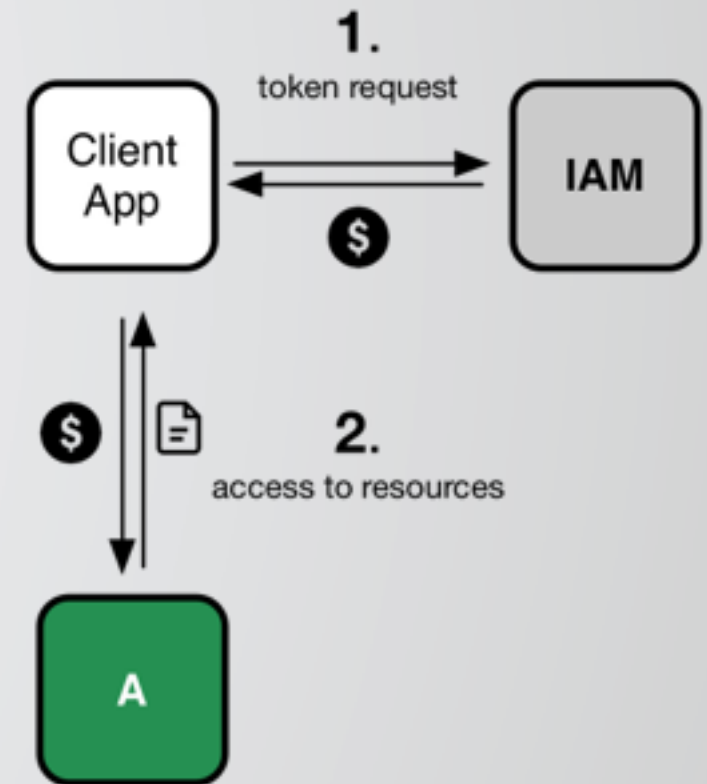 1.
token request
Client
App
IAM
$
$
2.
access to resources
A